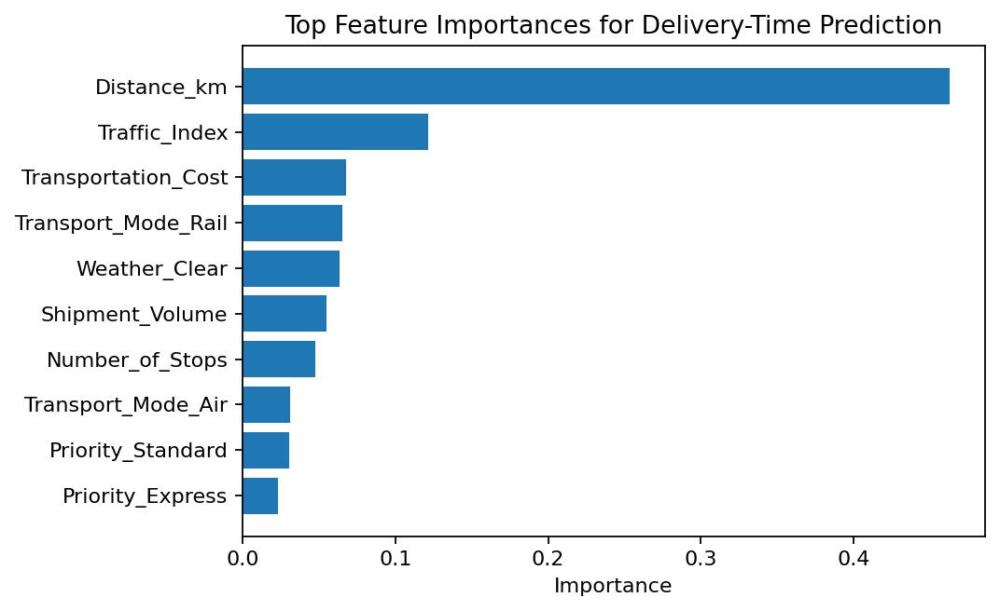 Top Feature Importances for Delivery-Time Prediction
Distance_km
Traffic_Index
Transportation_Cost
Transport_Mode_Rail
Weather_Clear
Shipment_Volume
Number_of_Stops
Transport_Mode_Air
Priority_Standard
Priority_Express
0.0 0.1 0.2 0.3 0.4
Importance